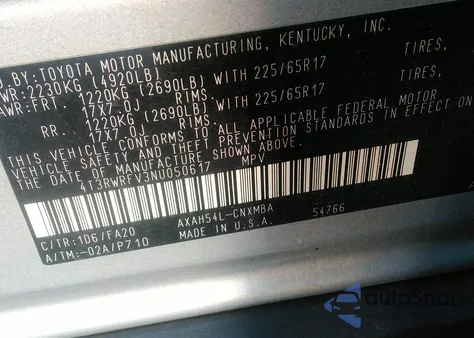 D BY: TOYOTA MOTOR MANUFACTURING, KENTUCKY, INC.
WR: 2230KG (4920LB)
AWR: FRT. 1220KG (2690LB) WITH 225/65R17 TIRES,
17X7.0J RIMS.
RR. 1220KG (2690LB) WITH 225/65R17 TIRES,
17X7.0J RIMS.
THIS VEHICLE CONFORMS TO ALL APPLICABLE FEDERAL MOTOR
VEHICLE SAFETY AND BUMPER STANDARDS IN EFFECT ON
THE DATE OF MANUFACTURE SHOWN ABOVE.
4T3RWRFV3NU050617 MPV
C/TR:1D6/FA20 AXAH54L-CNXMBA 54766
A/TM:-02A/P710 MADE IN U.S.A.
autoSnap